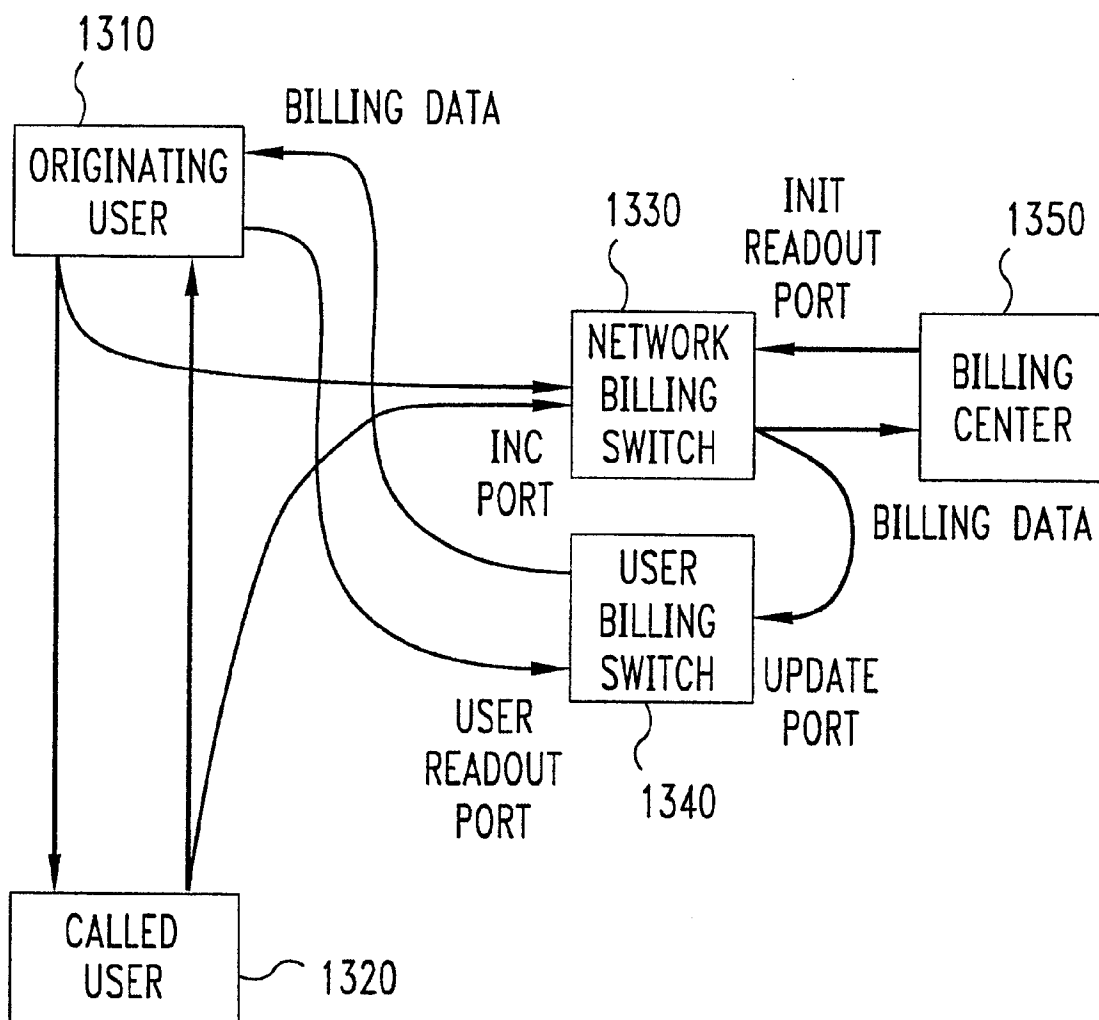 1310
BILLING DATA
ORIGINATING
USER
1330
INIT
READOUT
PORT
1350
NETWORK
BILLING
SWITCH
BILLING
CENTER
INC
PORT
BILLING DATA
USER
BILLING
SWITCH
UPDATE
PORT
USER
READOUT
PORT
1340
CALLED
USER
1320